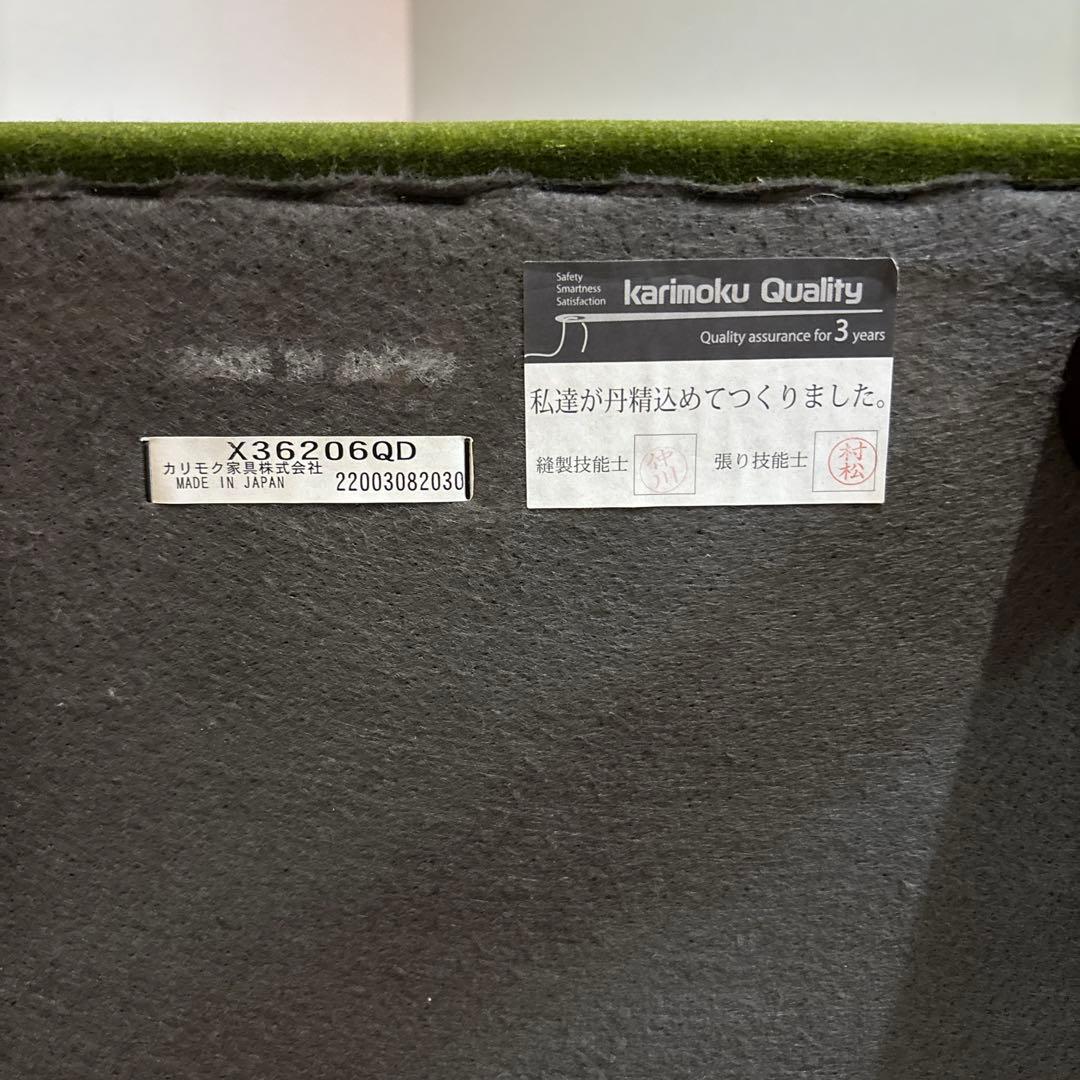 X36206QD
カリモク家具株式会社
MADE IN JAPAN
22003082030
Safety
Smartness
Satisfaction
karimoku Quality
Quality assurance for 3 years
私達が丹精込めてつくりました。
縫製技能士
仲川
張り技能士
村松